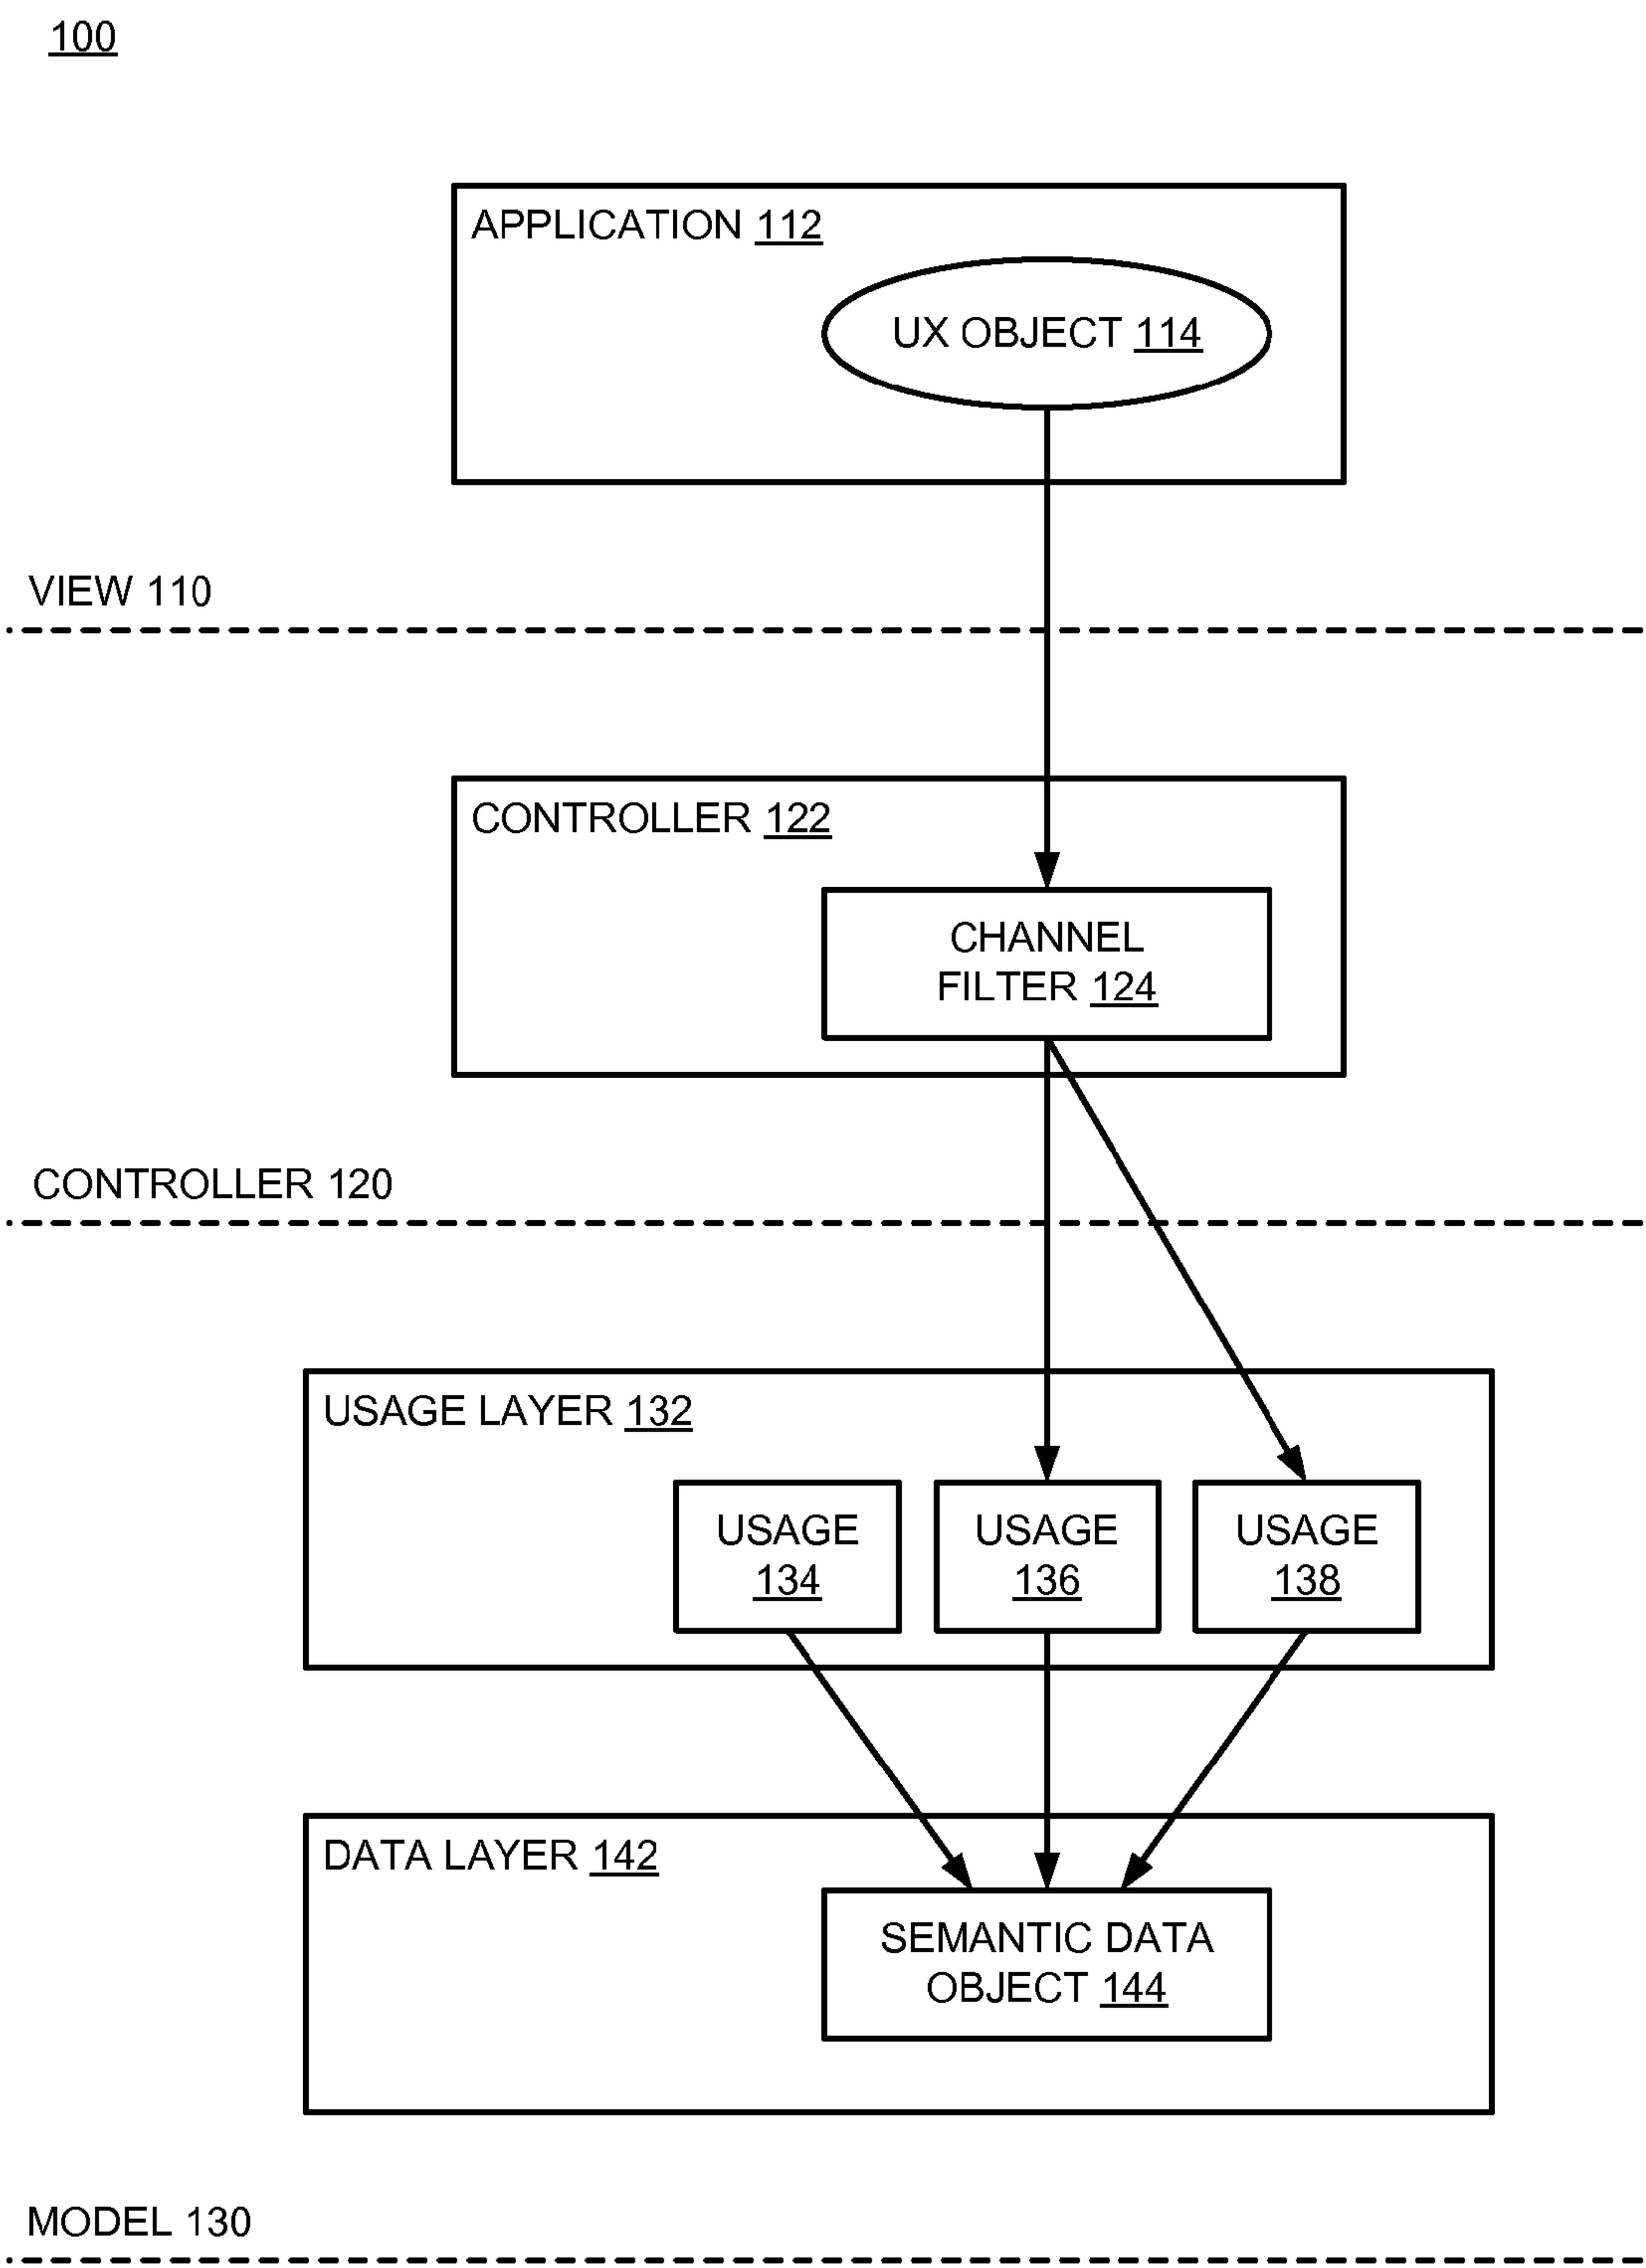 100
APPLICATION 112
UX OBJECT 114
VIEW 110
CONTROLLER 122
CHANNEL
FILTER 124
CONTROLLER 120
USAGE LAYER 132
USAGE
134
USAGE
136
USAGE
138
DATA LAYER 142
SEMANTIC DATA
OBJECT 144
MODEL 130